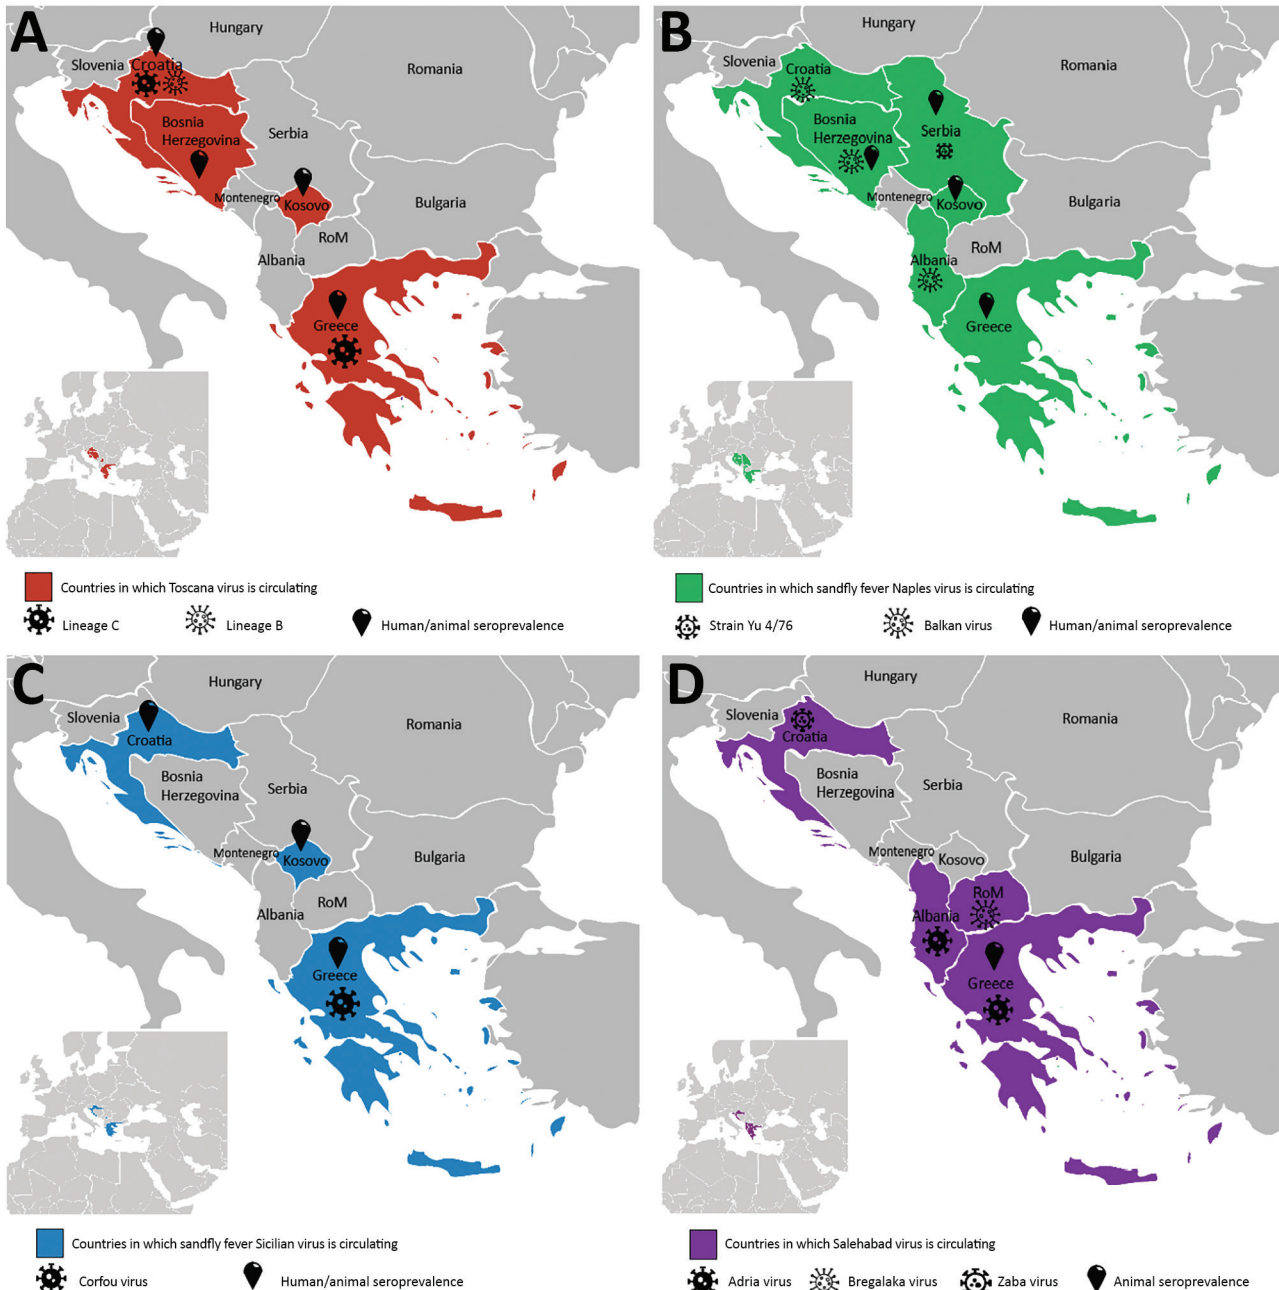 A
Hungary
Slovenia
Croatia
Romania
Bosnia
Herzegovina
Serbia
Montenegro
Kosovo
Bulgaria
RoM
Albania
Greece
Countries in which Toscana virus is circulating
Lineage C
Lineage B
Human/animal seroprevalence
B
Hungary
Slovenia
Croatia
Romania
Bosnia
Herzegovina
Serbia
Montenegro
Kosovo
Bulgaria
RoM
Albania
Greece
Countries in which sandfly fever Naples virus is circulating
Strain Yu 4/76
Balkan virus
Human/animal seroprevalence
C
Hungary
Slovenia
Croatia
Romania
Bosnia
Herzegovina
Serbia
Montenegro
Kosovo
Bulgaria
RoM
Albania
Greece
Countries in which sandfly fever Sicilian virus is circulating
Corfou virus
Human/animal seroprevalence
D
Hungary
Slovenia
Croatia
Romania
Bosnia
Herzegovina
Serbia
Montenegro
Kosovo
Bulgaria
RoM
Albania
Greece
Countries in which Salehabad virus is circulating
Adria virus
Bregalaka virus
Zaba virus
Animal seroprevalence